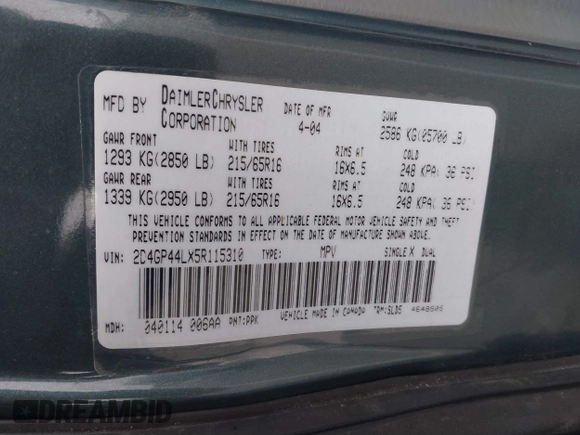 MFD BY DAIMLERCHRYSLER CORPORATION DATE OF MFR 4-04 GVWR 2586 KG(05700 LB)
GAWR FRONT WITH TIRES RIMS AT COLD
1293 KG(2850 LB) 215/65R16 16X6.5 248 KPA( 36 PSI)
GAWR REAR WITH TIRES RIMS AT COLD
1339 KG(2950 LB) 215/65R16 16X6.5 248 KPA( 36 PSI)
THIS VEHICLE CONFORMS TO ALL APPLICABLE FEDERAL MOTOR VEHICLE SAFETY AND THEFT
PREVENTION STANDARDS IN EFFECT ON THE DATE OF MANUFACTURE SHOWN ABOVE.
VIN: 2C4GP44LX5R115310 TYPE: MPV SINGLE X DUAL
MDH: 040114 006AA PNT:PPK VEHICLE MADE IN CANADA TRM:SLD5
DREAMBID